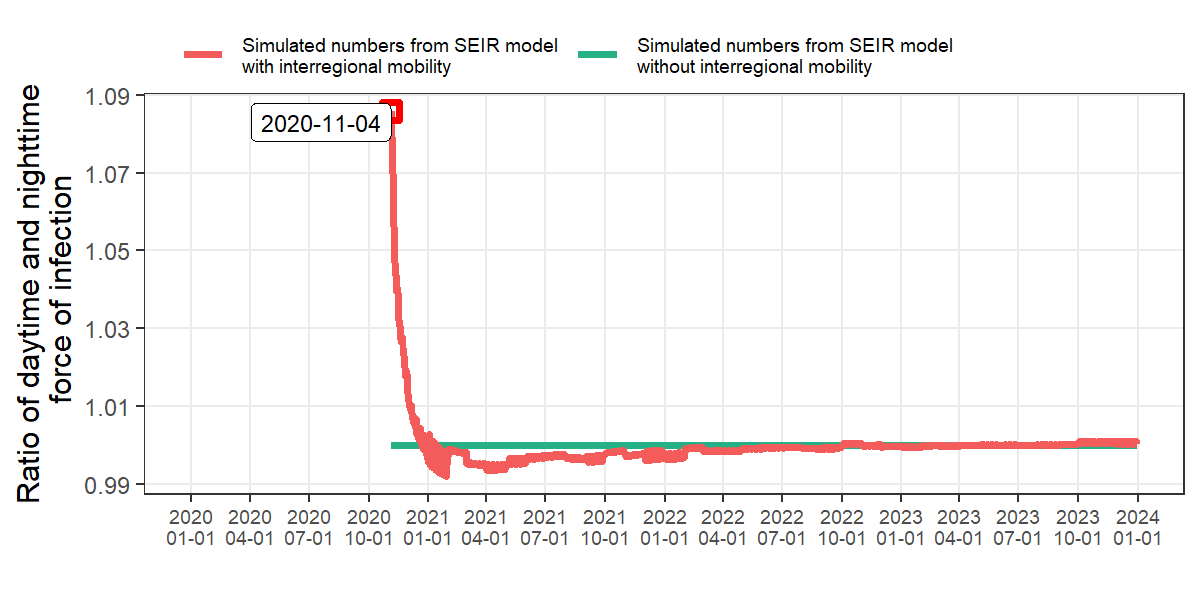 Simulated numbers from SEIR model
with interregional mobility
Simulated numbers from SEIR model
without interregional mobility
Ratio of daytime and nighttime
force of infection
1.09
1.07
1.05
1.03
1.01
0.99
2020-11-04
2020 2020 2020 2020 2021 2021 2021 2021 2022 2022 2022 2022 2023 2023 2023 2023 2024
01-01 04-01 07-01 10-01 01-01 04-01 07-01 10-01 01-01 04-01 07-01 10-01 01-01 04-01 07-01 10-01 01-01